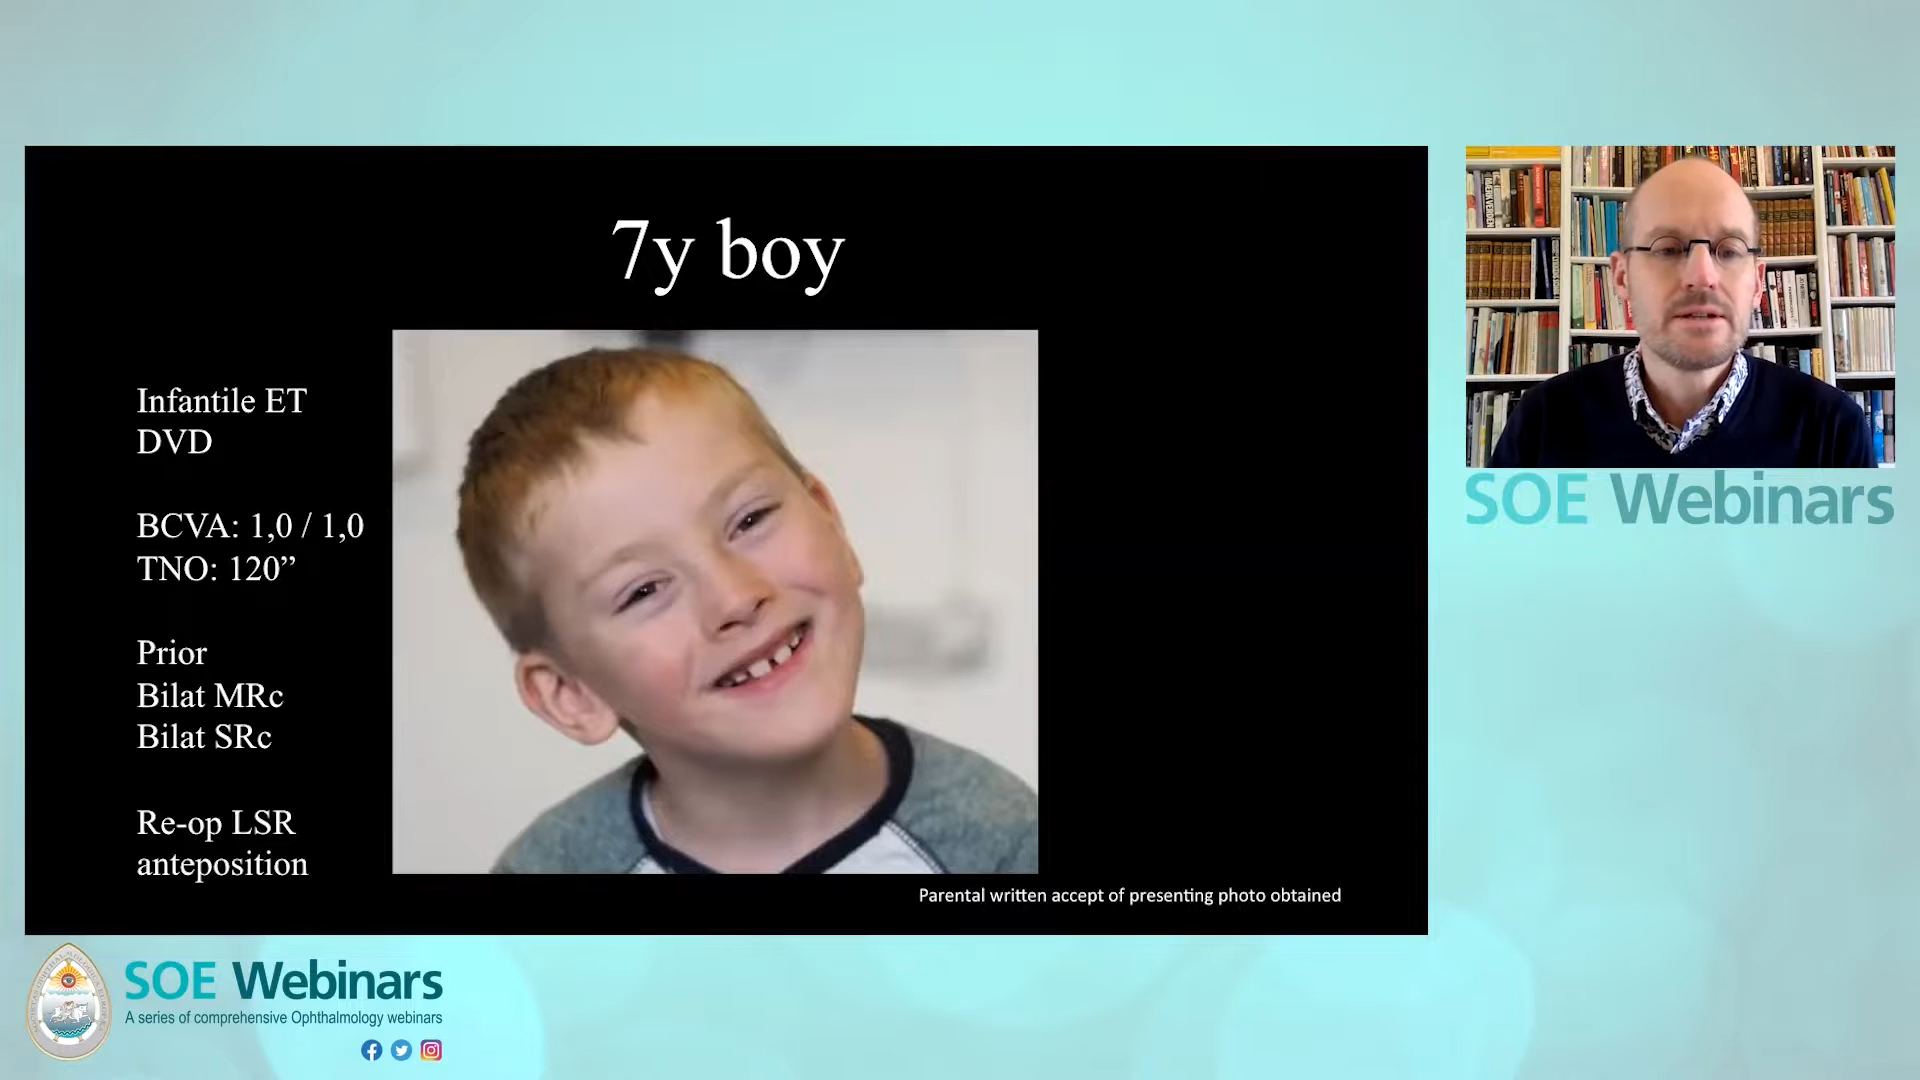 7y boy
Infantile ET
DVD
BCVA: 1,0 / 1,0
TNO: 120”
Prior
Bilat MRc
Bilat SRc
Re-op LSR
anteposition
Parental written accept of presenting photo obtained
SOE Webinars
SOE Webinars
A series of comprehensive Ophthalmology webinars